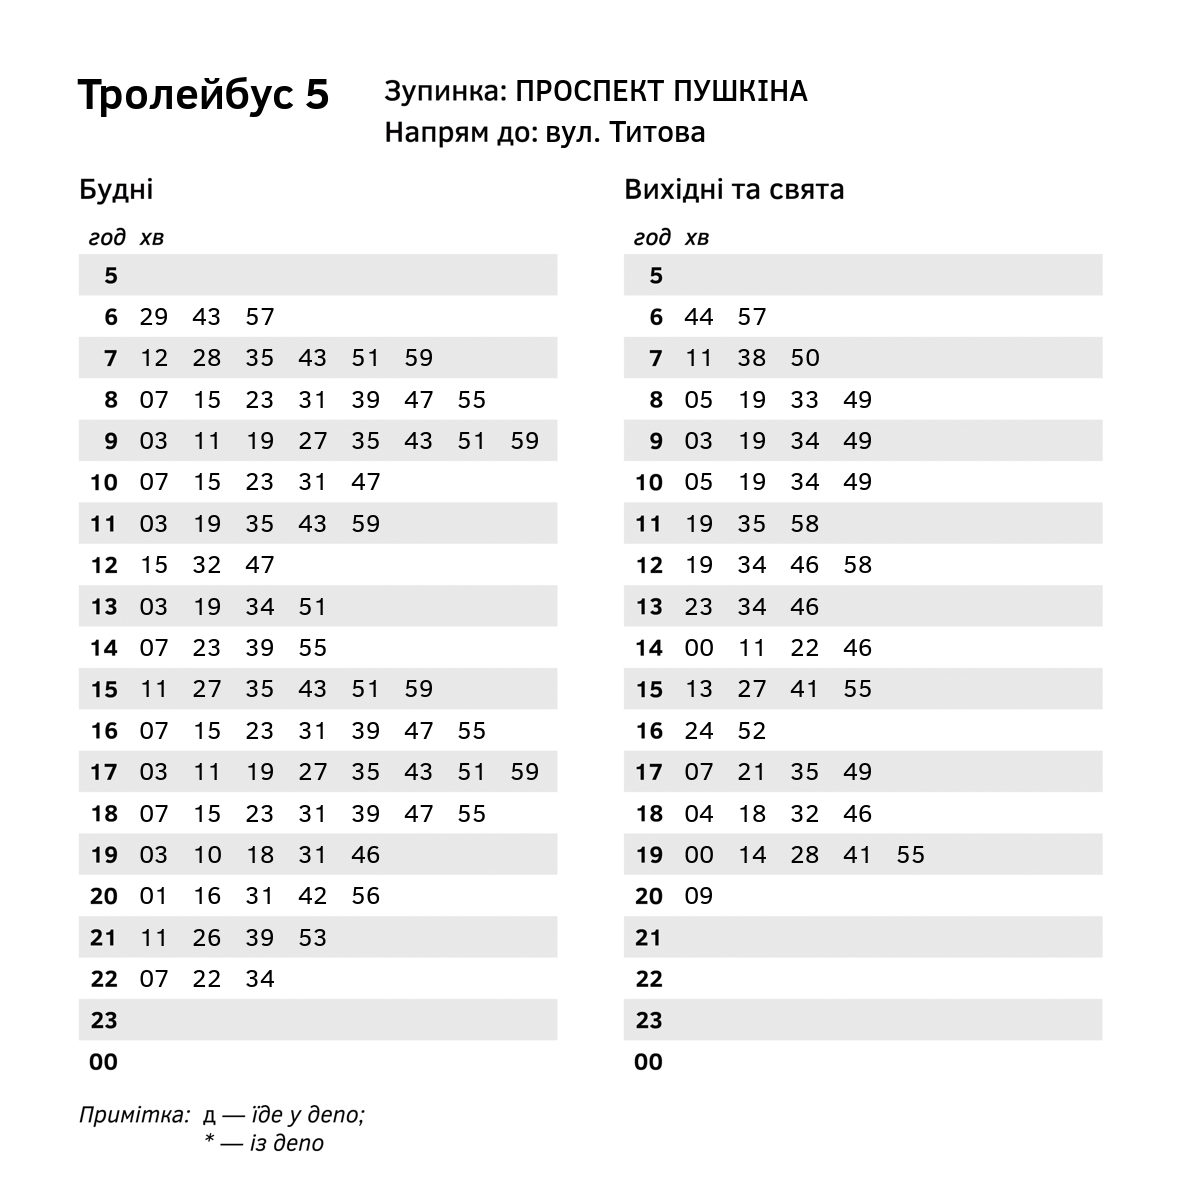 Тролейбус 5
Зупинка: ПРОСПЕКТ ПУШКІНА
Напрям до: вул. Титова
Будні
год хв
5
6 29 43 57
7 12 28 35 43 51 59
8 07 15 23 31 39 47 55
9 03 11 19 27 35 43 51 59
10 07 15 23 31 47
11 03 19 35 43 59
12 15 32 47
13 03 19 34 51
14 07 23 39 55
15 11 27 35 43 51 59
16 07 15 23 31 39 47 55
17 03 11 19 27 35 43 51 59
18 07 15 23 31 39 47 55
19 03 10 18 31 46
20 01 16 31 42 56
21 11 26 39 53
22 07 22 34
23
00
Вихідні та свята
год хв
5
6 44 57
7 11 38 50
8 05 19 33 49
9 03 19 34 49
10 05 19 34 49
11 19 35 58
12 19 34 46 58
13 23 34 46
14 00 11 22 46
15 13 27 41 55
16 24 52
17 07 21 35 49
18 04 18 32 46
19 00 14 28 41 55
20 09
21
22
23
00
Примітка: д — їде у депо;
* — із депо